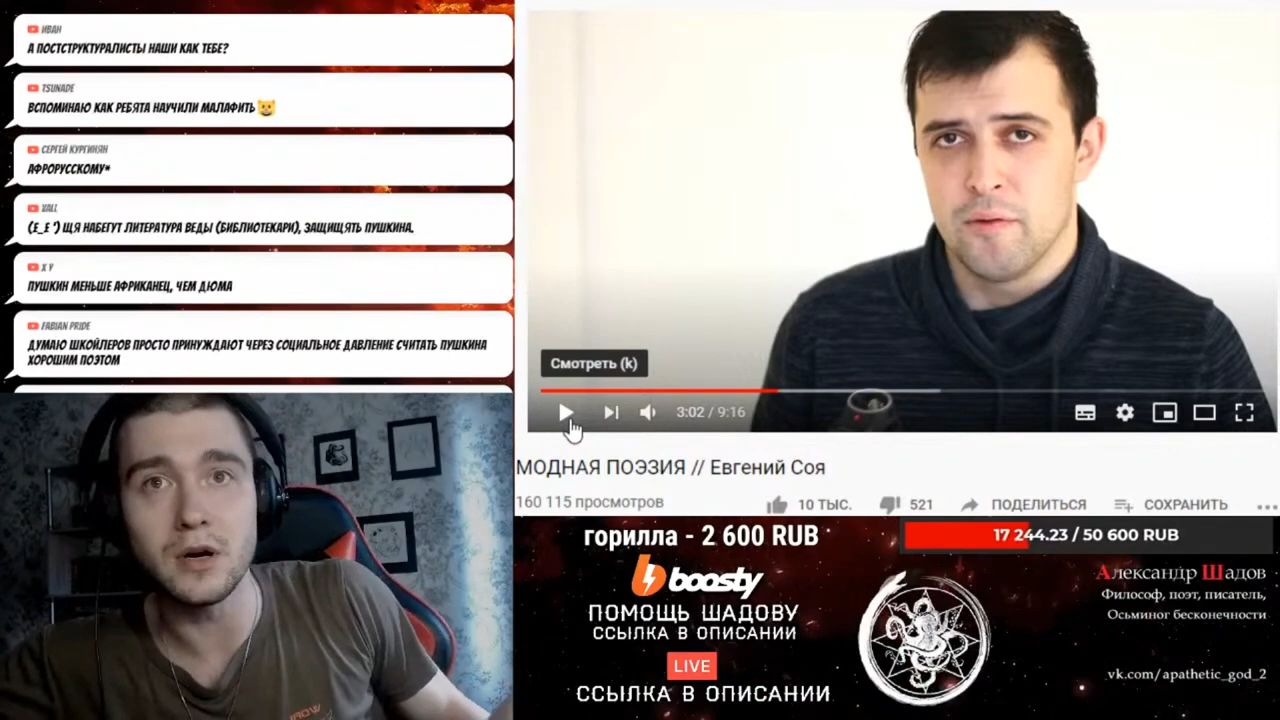 ИВАН
А ПОСТСТРУКТУРАЛИСТЫ НАШИ КАК ТЕБЕ?
TSUNADE
ВСПОМИНАЮ КАК РЕБЯТА НАУЧИЛИ МАЛАФИТЬ
СЕРГЕЙ КУРГИНЯН
АФРОРУССКОМУ*
VALL
(E_E ') ЩЯ НАБЕГУТ ЛИТЕРАТУРА ВЕДЫ (БИБЛИОТЕКАРИ), ЗАЩИЩЯТЬ ПУШКИНА.
X Y
ПУШКИН МЕНЬШЕ АФРИКАНЕЦ, ЧЕМ ДЮМА
FABIAN PRIDE
ДУМАЮ ШКОЙЛЕРОВ ПРОСТО ПРИНУЖДАЮТ ЧЕРЕЗ СОЦИАЛЬНОЕ ДАВЛЕНИЕ СЧИТАТЬ ПУШКИНА
ХОРОШИМ ПОЭТОМ
Смотреть (k)
3:02 / 9:16
МОДНАЯ ПОЭЗИЯ // Евгений Соя
160 115 просмотров
10 ТЫС.
521
ПОДЕЛИТЬСЯ
СОХРАНИТЬ
горилла - 2 600 RUB
boosty
ПОМОЩЬ ШАДОВУ
ССЫЛКА В ОПИСАНИИ
LIVE
ССЫЛКА В ОПИСАНИИ
17 244.23 / 50 600 RUB
Александр Шадов
Философ, поэт, писатель,
Осьминог бесконечности
vk.com/apathetic_god_2